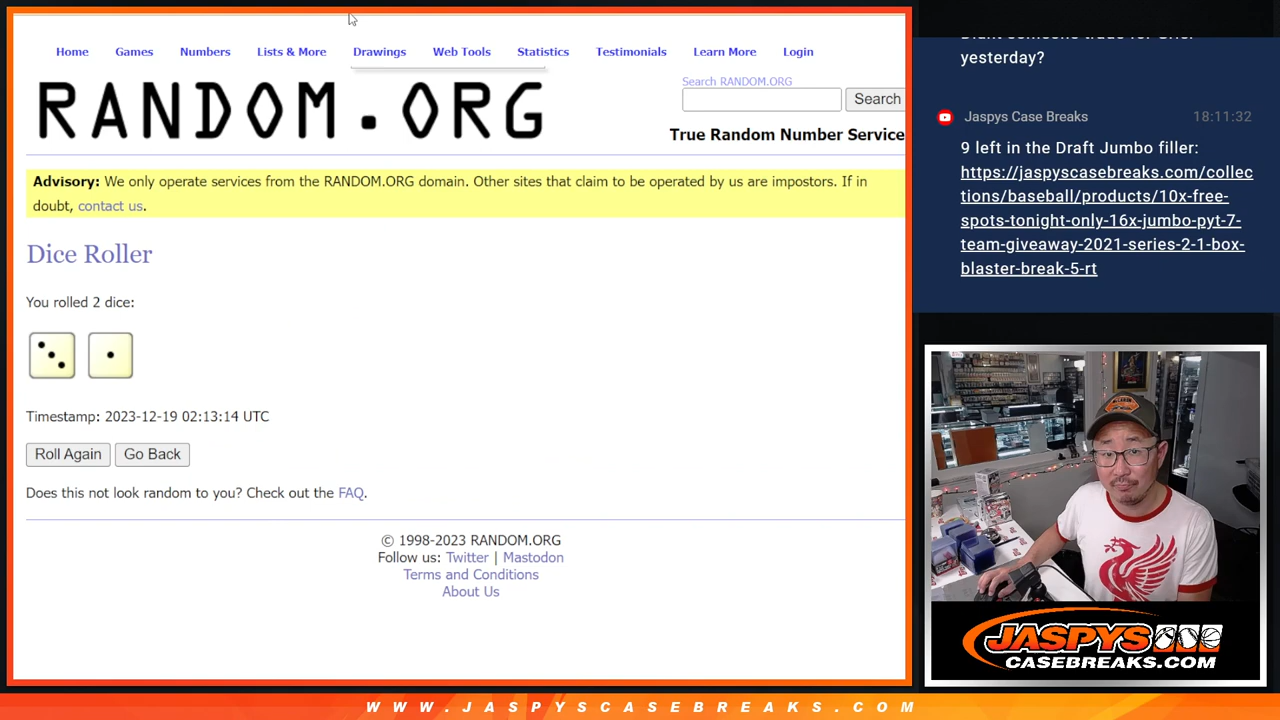 Home Games Numbers Lists & More Drawings Web Tools Statistics Testimonials Learn More Login
RANDOM.ORG
Search RANDOM.ORG
Search
True Random Number Service
Advisory: We only operate services from the RANDOM.ORG domain. Other sites that claim to be operated by us are impostors. If in
doubt, contact us.
Dice Roller
You rolled 2 dice:
Timestamp: 2023-12-19 02:13:14 UTC
Roll Again Go Back
Does this not look random to you? Check out the FAQ.
© 1998-2023 RANDOM.ORG
Follow us: Twitter | Mastodon
Terms and Conditions
About Us
yesterday?
Jaspys Case Breaks 18:11:32
9 left in the Draft Jumbo filler:
https://jaspyscasebreaks.com/collec
tions/baseball/products/10x-free-
spots-tonight-only-16x-jumbo-pyt-7-
team-giveaway-2021-series-2-1-box-
blaster-break-5-rt
JASPYS
CASEBREAKS.COM
WWW.JASPYSCASEBREAKS.COM